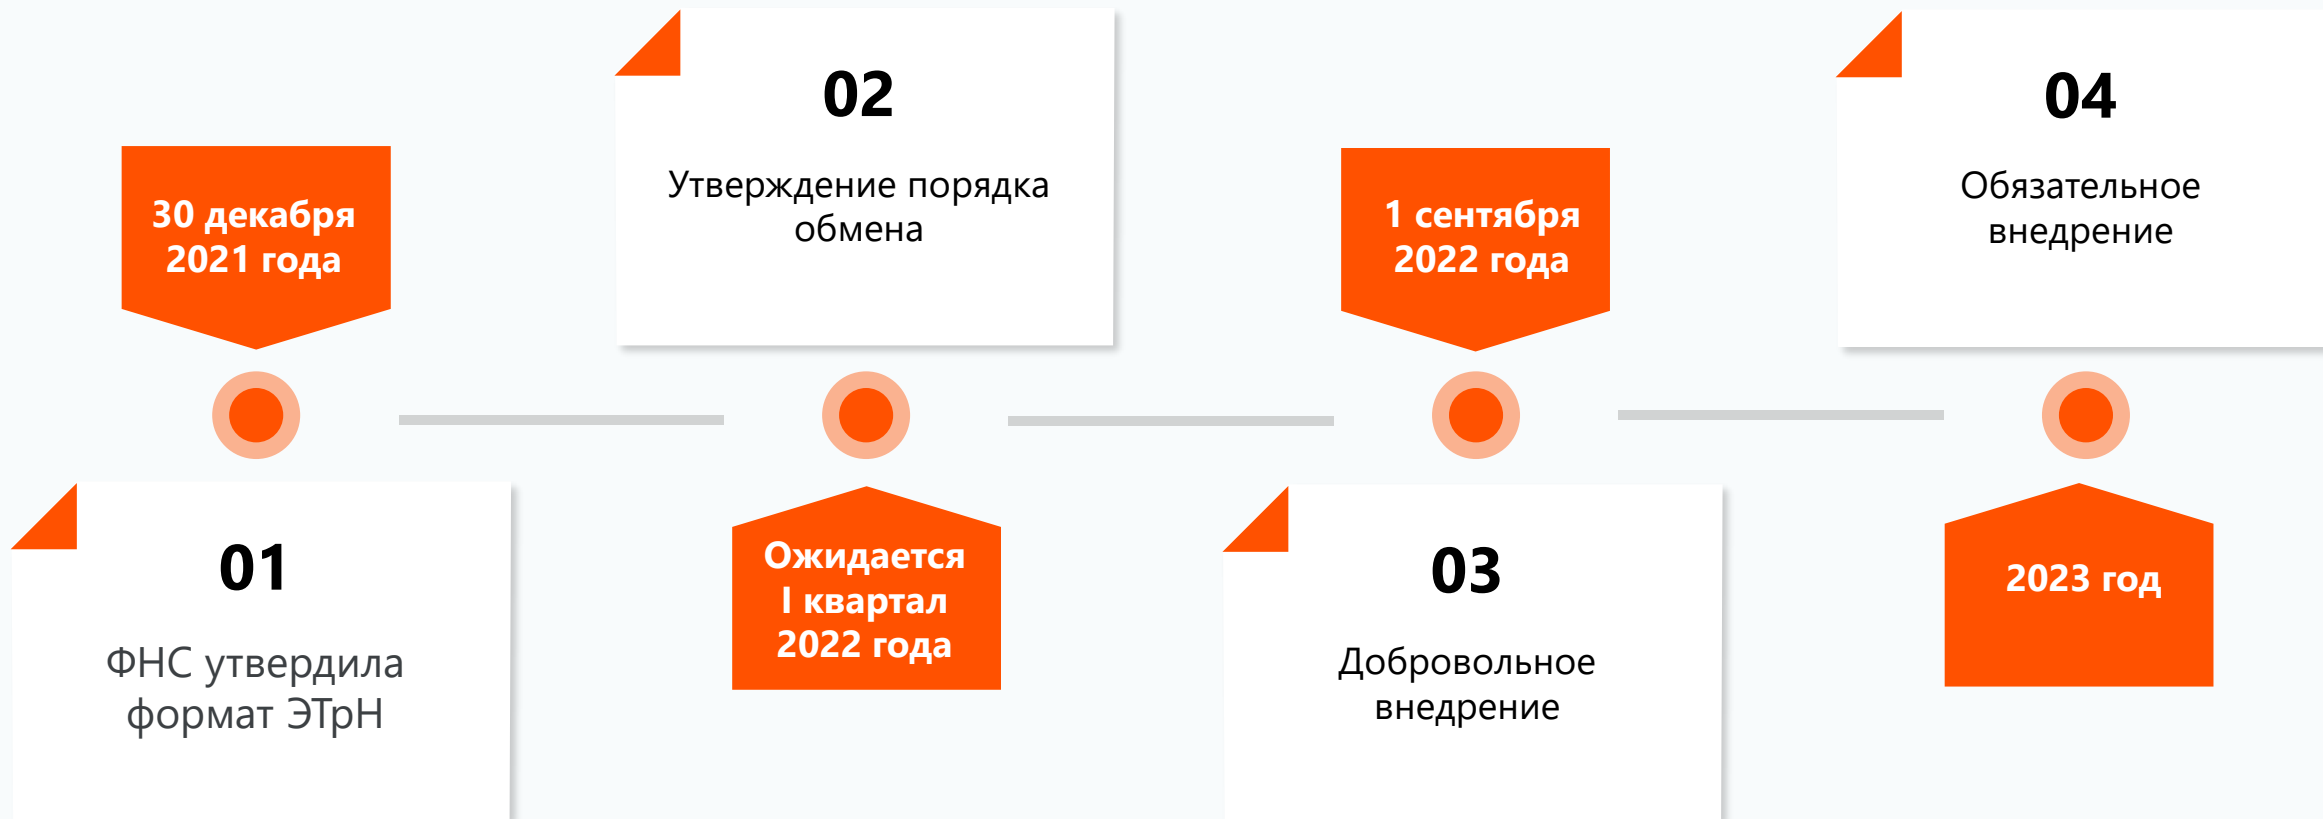 30 декабря
2021 года
01
ФНС утвердила
формат ЭТрН
02
Утверждение порядка
обмена
Ожидается
I квартал
2022 года
1 сентября
2022 года
03
Добровольное
внедрение
04
Обязательное
внедрение
2023 год